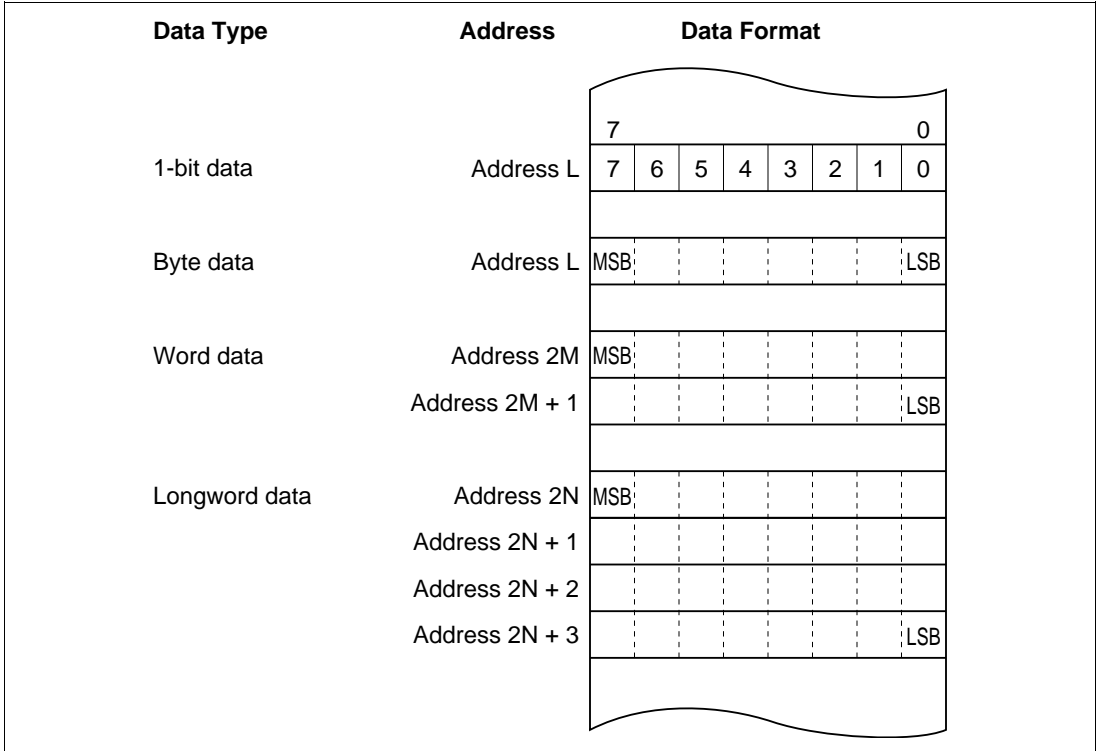 Data Type Address Data Format
7 0
1-bit data Address L 7 6 5 4 3 2 1 0
Byte data Address L MSB LSB
Word data Address 2M MSB
Address 2M + 1 LSB
Longword data Address 2N MSB
Address 2N + 1
Address 2N + 2
Address 2N + 3 LSB